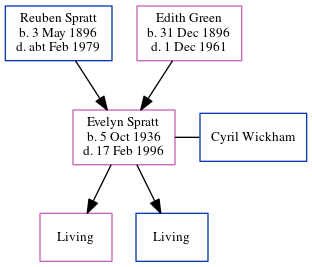 Reuben Spratt
b. 3 May 1896
d. abt Feb 1979
Edith Green
b. 31 Dec 1896
d. 1 Dec 1961
Evelyn Spratt
b. 5 Oct 1936
d. 17 Feb 1996
Cyril Wickham
Living
Living